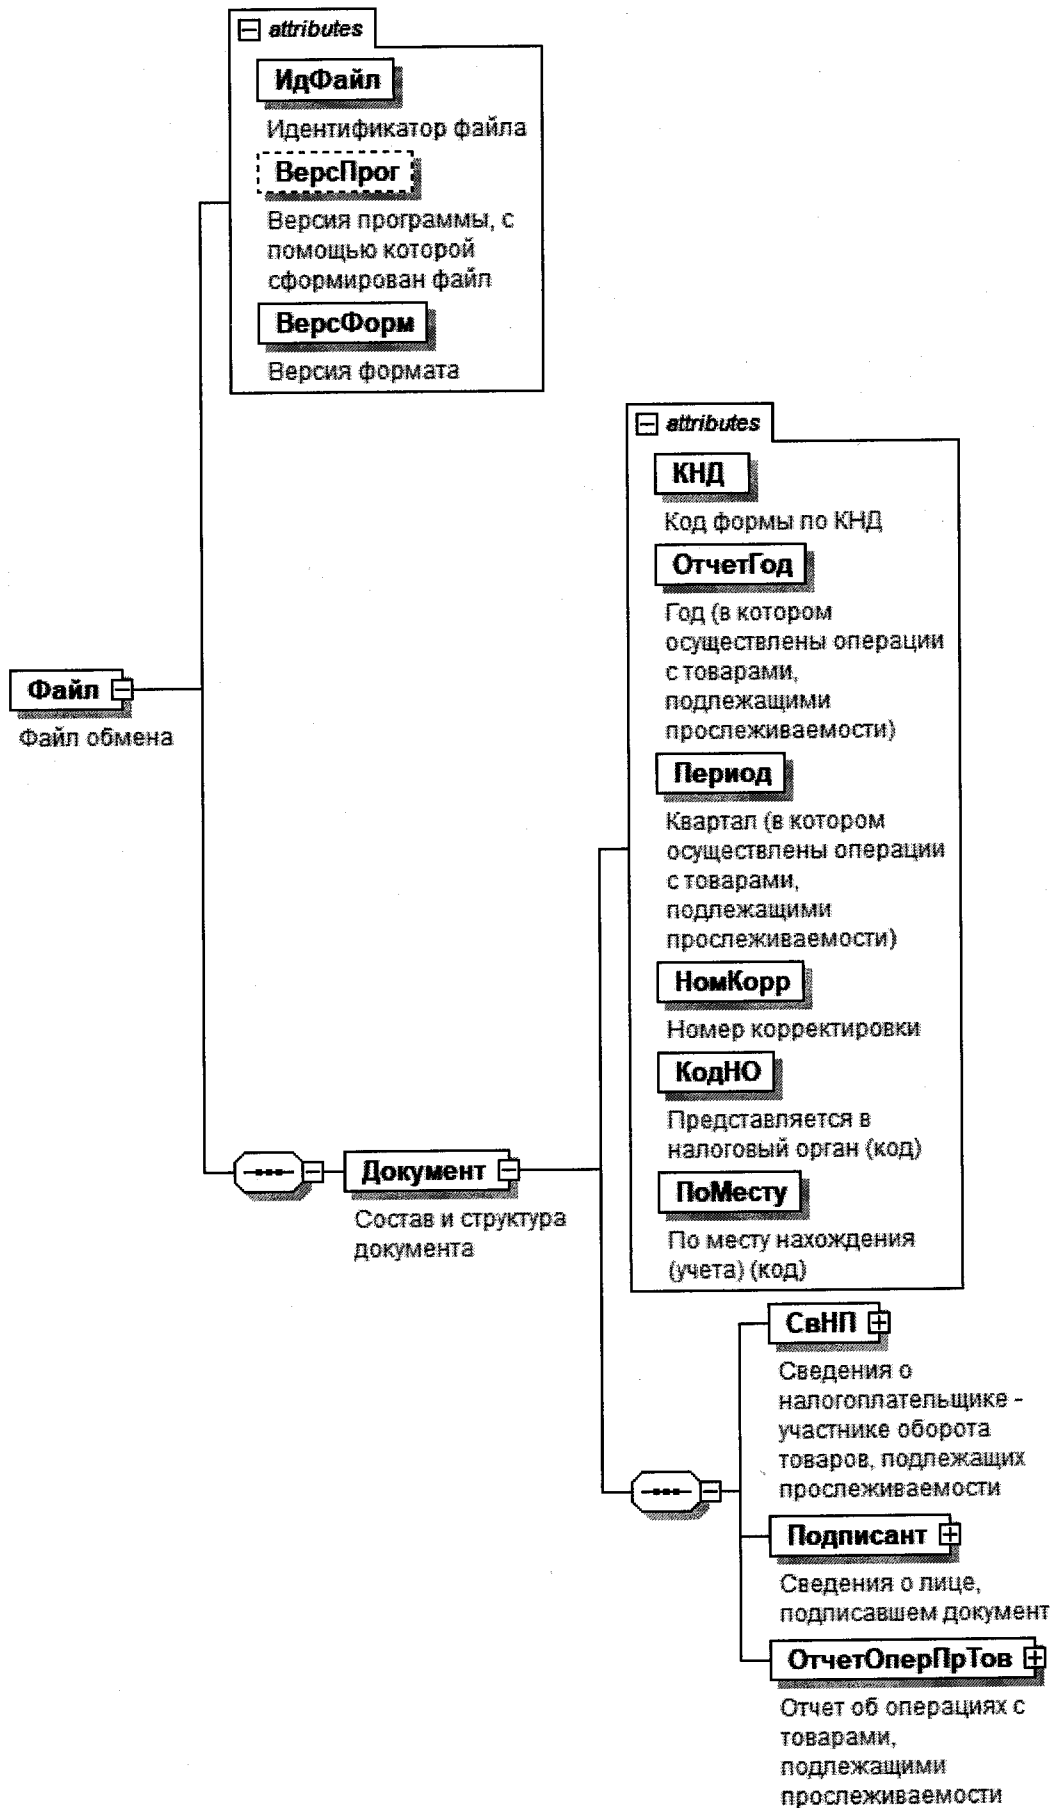 attributes
ИдФайл
Идентификатор файла
ВерсПрог
Версия программы, с
помощью которой
сформирован файл
ВерсФорм
Версия формата
attributes
КНД
Код формы по КНД
ОтчетГод
Год (в котором
осуществлены операции
с товарами,
подлежащими
прослеживаемости)
Файл
Файл обмена
Период
Квартал (в котором
осуществлены операции
с товарами,
подлежащими
прослеживаемости)
НомКорр
Номер корректировки
КодНО
Представляется в
налоговый орган (код)
Документ
Состав и структура
документа
ПоМесту
По месту нахождения
(учета) (код)
СвНП
Сведения о
налогоплательщике -
участнике оборота
товаров, подлежащих
прослеживаемости
Подписант
Сведения о лице,
подписавшем документ
ОтчетОперПрТов
Отчет об операциях с
товарами,
подлежащими
прослеживаемости